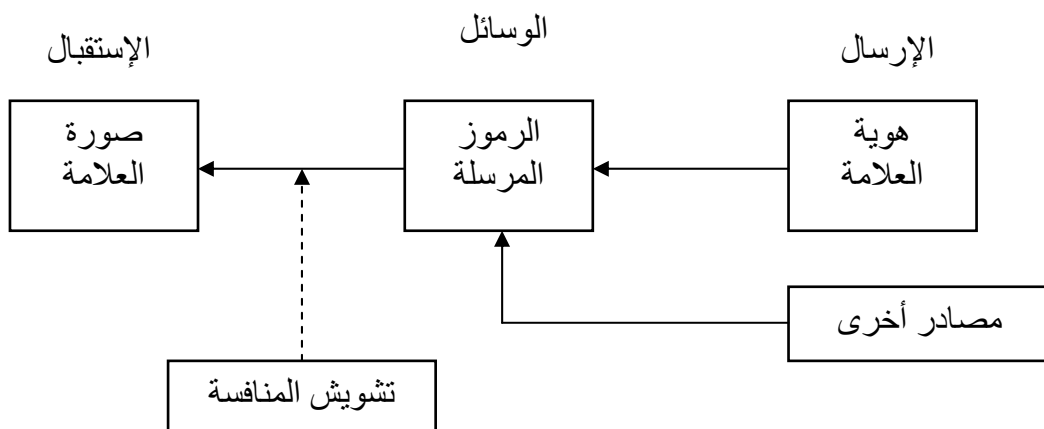 الإرسال
الوسائل
الإستقبال
هوية
العلامة
الرموز
المرسلة
صورة
العلامة
مصادر أخرى
تشويش المنافسة